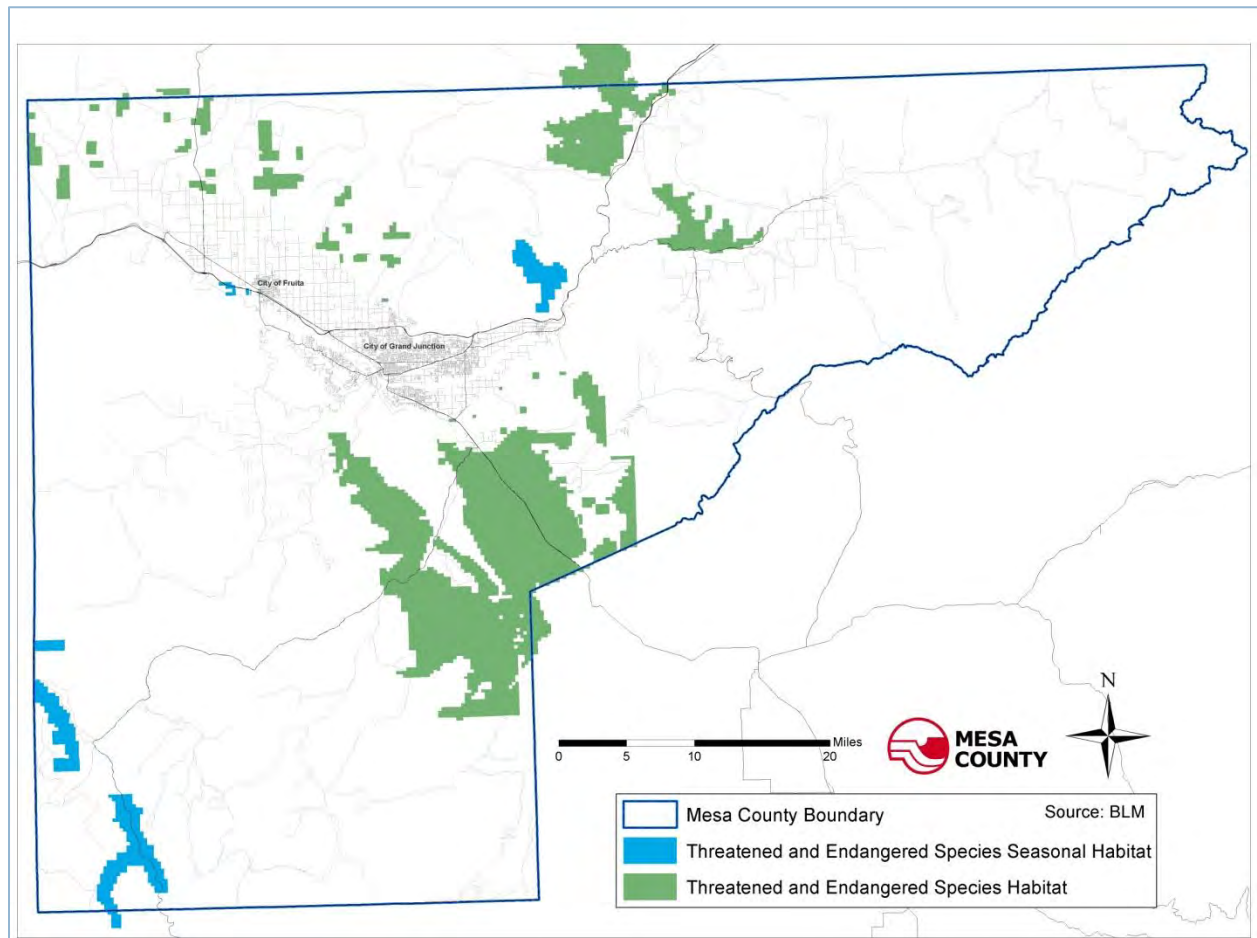 City of Fruita
City of Grand Junction
N
Miles
0 5 10 20
MESA
COUNTY
Mesa County Boundary
Source: BLM
Threatened and Endangered Species Seasonal Habitat
Threatened and Endangered Species Habitat